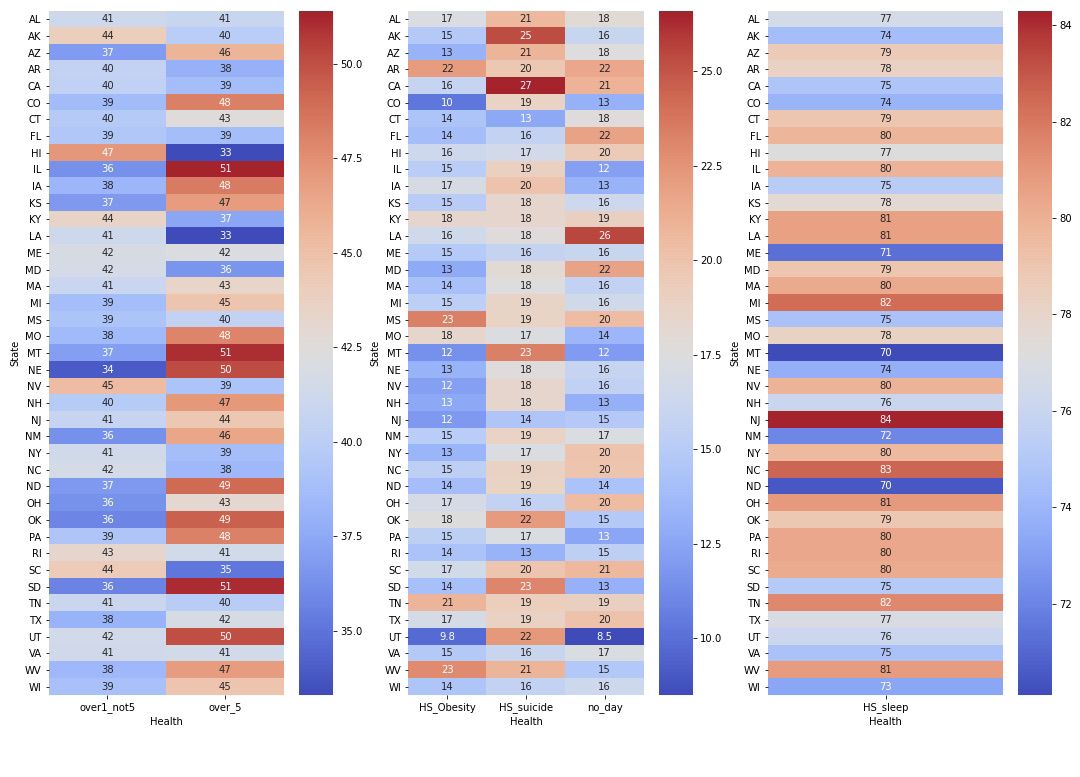 AL 41 41
AK 44 40
AZ 37 46
AR 40 38
CA 40 39
CO 39 48
CT 40 43
FL 39 39
HI 47 33
IL 36 51
IA 38 48
KS 37 47
KY 44 37
LA 41 33
ME 42 42
MD 42 36
MA 41 43
MI 39 45
MS 39 40
MO 38 48
MT 37 51
NE 34 50
NV 45 39
NH 40 47
NJ 41 44
NM 36 46
NY 41 39
NC 42 38
ND 37 49
OH 36 43
OK 36 49
PA 39 48
RI 43 41
SC 44 35
SD 36 51
TN 41 40
TX 38 42
UT 42 50
VA 41 41
WV 38 47
WI 39 45
State
over1_not5 over_5
Health
50.0
47.5
45.0
42.5
40.0
37.5
35.0
AL 17 21 18
AK 15 25 16
AZ 13 21 18
AR 22 20 22
CA 16 27 21
CO 10 19 13
CT 14 13 18
FL 14 16 22
HI 16 17 20
IL 15 19 12
IA 17 20 13
KS 15 18 16
KY 18 18 19
LA 16 18 26
ME 15 16 16
MD 13 18 22
MA 14 18 16
MI 15 19 16
MS 23 19 20
MO 18 17 14
MT 12 23 12
NE 13 18 16
NV 12 18 16
NH 13 18 13
NJ 12 14 15
NM 15 19 17
NY 13 17 20
NC 15 19 20
ND 14 19 14
OH 17 16 20
OK 18 22 15
PA 15 17 13
RI 14 13 15
SC 17 20 21
SD 14 23 13
TN 21 19 19
TX 17 19 20
UT 9.8 22 8.5
VA 15 16 17
WV 23 21 15
WI 14 16 16
State
HS_Obesity HS_suicide no_day
Health
25.0
22.5
20.0
17.5
15.0
12.5
10.0
AL 77
AK 74
AZ 79
AR 78
CA 75
CO 74
CT 79
FL 80
HI 77
IL 80
IA 75
KS 78
KY 81
LA 81
ME 71
MD 79
MA 80
MI 82
MS 75
MO 78
MT 70
NE 74
NV 80
NH 76
NJ 84
NM 72
NY 80
NC 83
ND 70
OH 81
OK 79
PA 80
RI 80
SC 80
SD 75
TN 82
TX 77
UT 76
VA 75
WV 81
WI 73
State
HS_sleep
Health
84
82
80
78
76
74
72